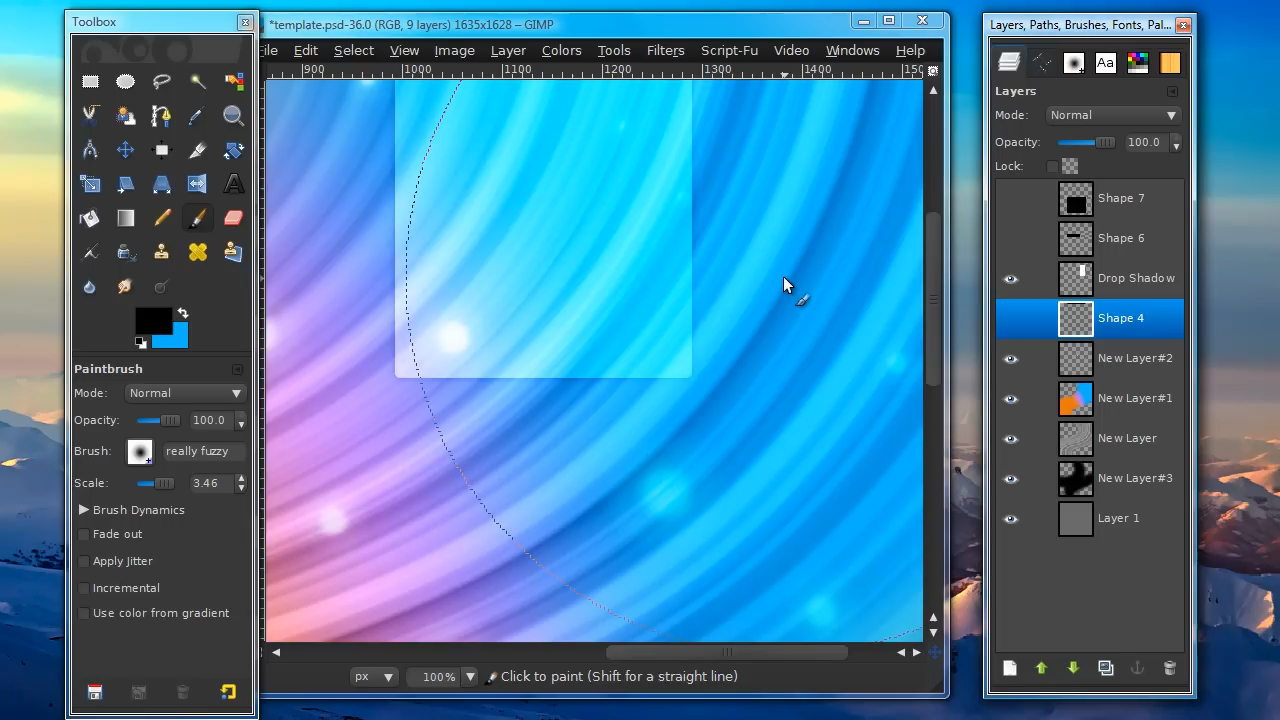 Toolbox
*template.psd-36.0 (RGB, 9 layers) 1635x1628 – GIMP
Layers, Paths, Brushes, Fonts, Pal...
ile Edit Select View Image Layer Colors Tools Filters Script-Fu Video Windows Help
900 1000 1100 1200 1300 1400 150
Aa
Layers
Mode: Normal
Opacity: 100.0
Lock:
Shape 7
Shape 6
Drop Shadow
Shape 4
New Layer#2
New Layer#1
New Layer
New Layer#3
Layer 1
Paintbrush
Mode: Normal
Opacity: 100.0
Brush: really fuzzy
Scale: 3.46
Brush Dynamics
Fade out
Apply Jitter
Incremental
Use color from gradient
px 100% Click to paint (Shift for a straight line)